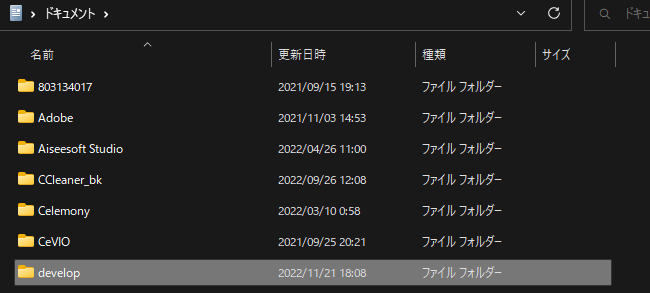 ドキュメント
ドキュ
名前 更新日時 種類 サイズ
803134017 2021/09/15 19:13 ファイル フォルダー
Adobe 2021/11/03 14:53 ファイル フォルダー
Aiseesoft Studio 2022/04/26 11:00 ファイル フォルダー
CCleaner_bk 2022/09/26 12:08 ファイル フォルダー
Celemony 2022/03/10 0:58 ファイル フォルダー
CeVIO 2021/09/25 20:21 ファイル フォルダー
develop 2022/11/21 18:08 ファイル フォルダー